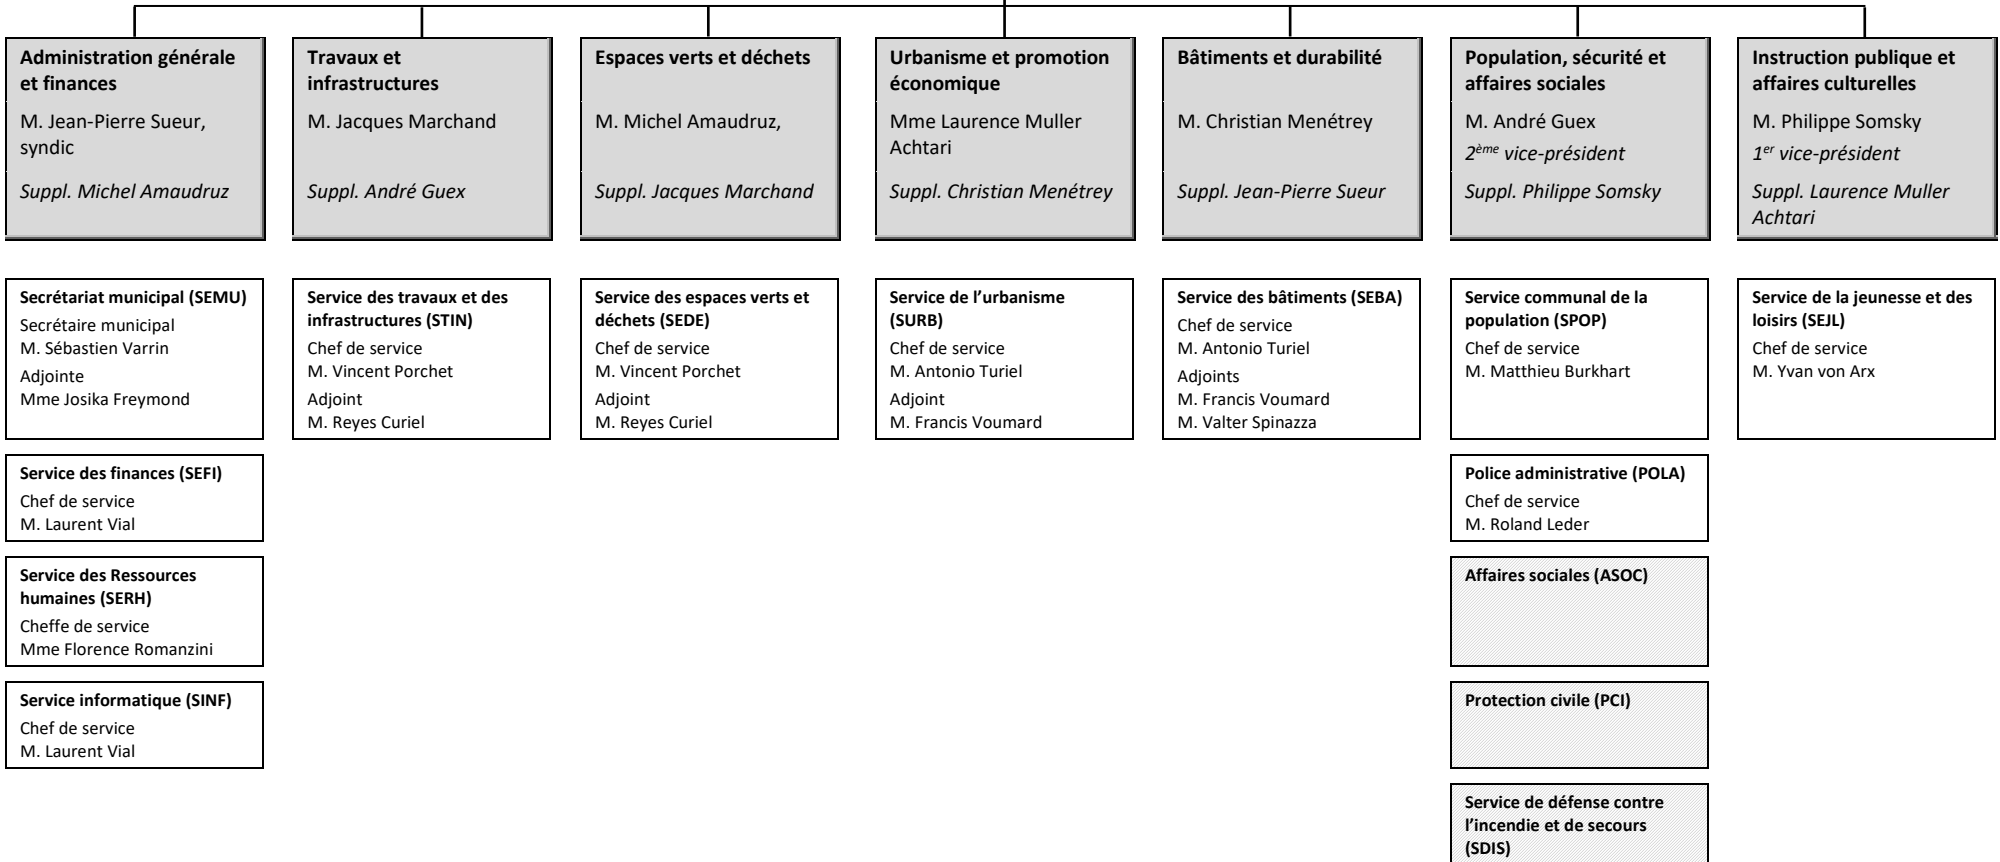 Administration générale
et finances
M. Jean-Pierre Sueur,
syndic
Suppl. Michel Amaudruz
Travaux et
infrastructures
M. Jacques Marchand
Suppl. André Guex
Espaces verts et déchets
M. Michel Amaudruz,
Suppl. Jacques Marchand
Urbanisme et promotion
économique
Mme Laurence Muller
Achtari
Suppl. Christian Menétrey
Bâtiments et durabilité
M. Christian Menétrey
Suppl. Jean-Pierre Sueur
Population, sécurité et
affaires sociales
M. André Guex
2ème vice-président
Suppl. Philippe Somsky
Instruction publique et
affaires culturelles
M. Philippe Somsky
1er vice-président
Suppl. Laurence Muller
Achtari
Secrétariat municipal (SEMU)
Secrétaire municipal
M. Sébastien Varrin
Adjointe
Mme Josika Freymond
Service des travaux et des
infrastructures (STIN)
Chef de service
M. Vincent Porchet
Adjoint
M. Reyes Curiel
Service des espaces verts et
déchets (SEDE)
Chef de service
M. Vincent Porchet
Adjoint
M. Reyes Curiel
Service de l'urbanisme
(SURB)
Chef de service
M. Antonio Turiel
Adjoint
M. Francis Voumard
Service des bâtiments (SEBA)
Chef de service
M. Antonio Turiel
Adjoints
M. Francis Voumard
M. Valter Spinazza
Service communal de la
population (SPOP)
Chef de service
M. Matthieu Burkhart
Service de la jeunesse et des
loisirs (SEJL)
Chef de service
M. Yvan von Arx
Service des finances (SEFI)
Chef de service
M. Laurent Vial
Police administrative (POLA)
Chef de service
M. Roland Leder
Service des Ressources
humaines (SERH)
Cheffe de service
Mme Florence Romanzini
Affaires sociales (ASOC)
Service informatique (SINF)
Chef de service
M. Laurent Vial
Protection civile (PCI)
Service de défense contre
l'incendie et de secours
(SDIS)